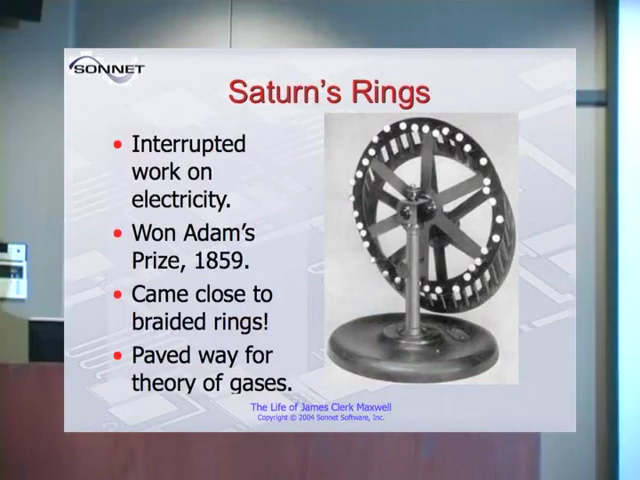 SONNET
Saturn's Rings
• Interrupted
work on
electricity.
• Won Adam's
Prize, 1859.
• Came close to
braided rings!
• Paved way for
theory of gases.
The Life of James Clerk Maxwell
Copyright © 2004 Sonnet Software, Inc.